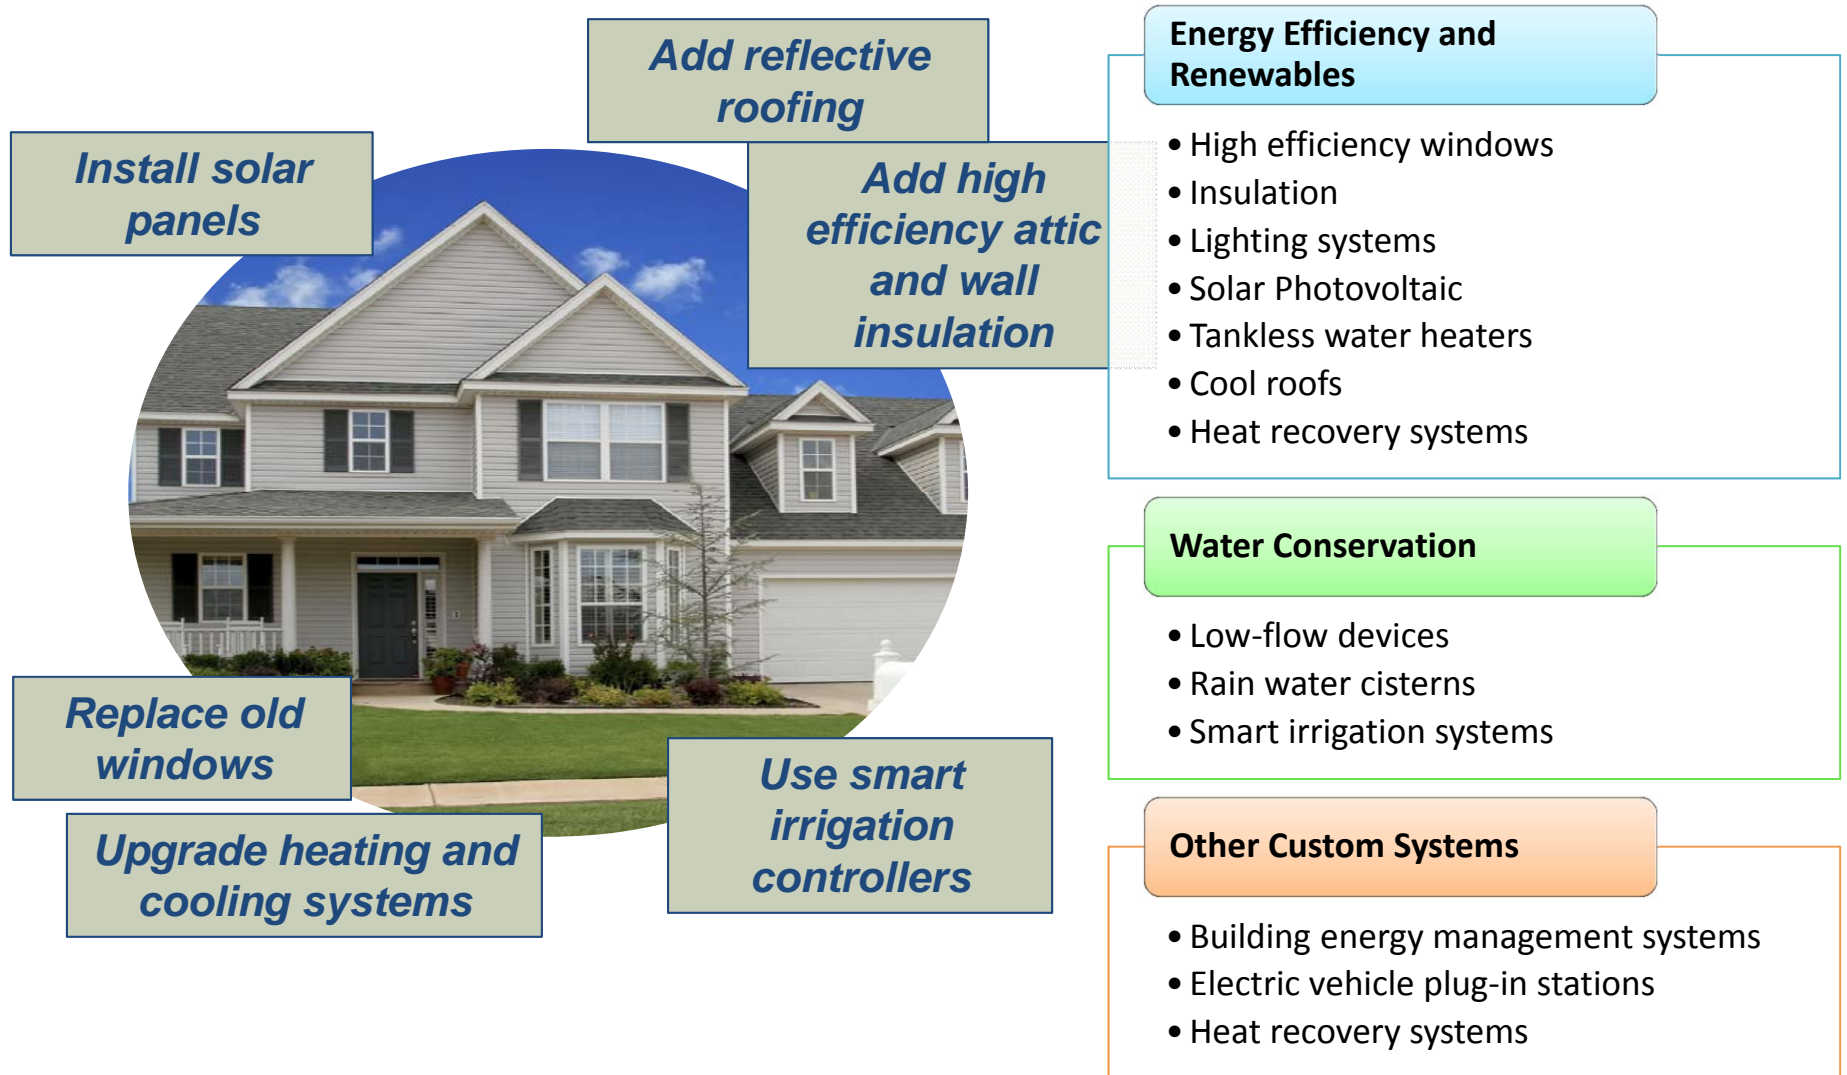 Add reflective
roofing
Install solar
panels
Add high
efficiency attic
and wall
insulation
Replace old
windows
Upgrade heating and
cooling systems
Use smart
irrigation
controllers
Energy Efficiency and
Renewables
• High efficiency windows
• Insulation
• Lighting systems
• Solar Photovoltaic
• Tankless water heaters
• Cool roofs
• Heat recovery systems
Water Conservation
• Low-flow devices
• Rain water cisterns
• Smart irrigation systems
Other Custom Systems
• Building energy management systems
• Electric vehicle plug-in stations
• Heat recovery systems